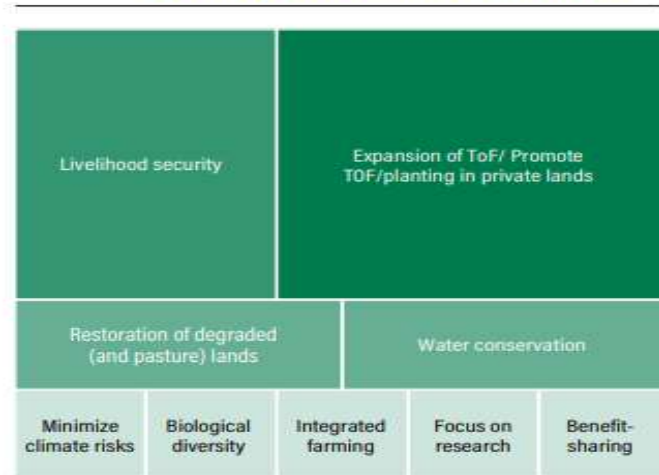 Livelihood security
Expansion of ToF/ Promote
TOF/planting in private lands
Restoration of degraded
(and pasture) lands
Water conservation
Minimize
climate risks
Biological
diversity
Integrated
farming
Focus on
research
Benefit-
sharing